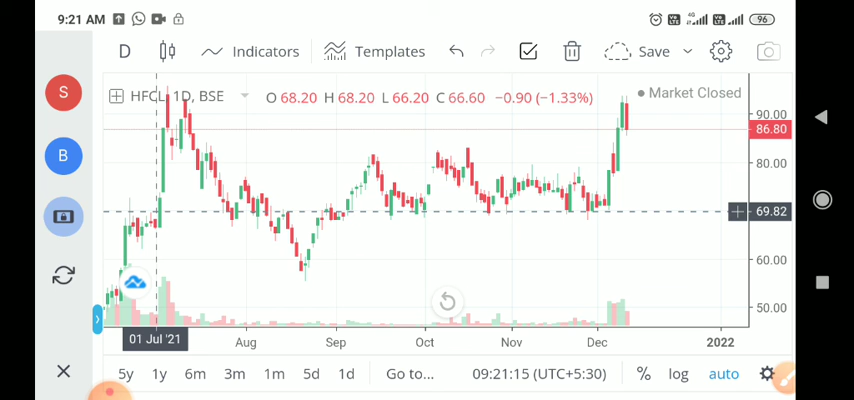 9:21 AM 4G 96
D Indicators Templates Save
HFCL, 1D, BSE O 68.20 H 68.20 L 66.20 C 66.60 −0.90 (−1.33%) Market Closed
S
B
90.00
86.80
80.00
69.82
60.00
50.00
01 Jul '21 Aug Sep Oct Nov Dec 2022
5y 1y 6m 3m 1m 5d 1d Go to... 09:21:15 (UTC+5:30) % log auto